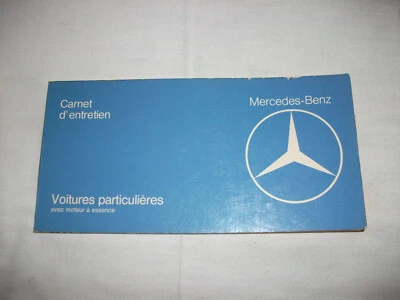 Carnet
d'entretien
Mercedes-Benz
Voitures particulières
avec moteur à essence